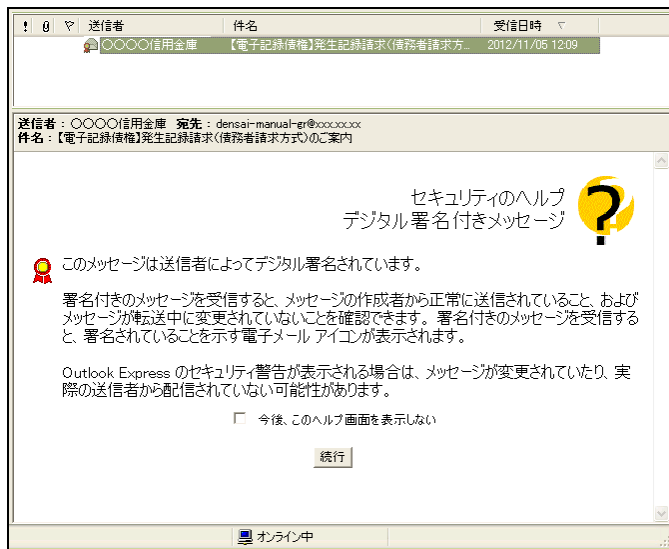 ! 送信者 件名 受信日時
〇〇〇〇信用金庫 【電子記録債権】発生記録請求(債務者請求方... 2012/11/05 12:09
送信者：〇〇〇〇信用金庫 宛先：densai-manual-gr@xxx.xx.xx
件名：【電子記録債権】発生記録請求(債務者請求方式)のご案内
セキュリティのヘルプ
デジタル署名付きメッセージ
このメッセージは送信者によってデジタル署名されています。
署名付きのメッセージを受信すると、メッセージの作成者から正常に送信されていること、および
メッセージが転送中に変更されていないことを確認できます。署名付きのメッセージを受信する
と、署名されていることを示す電子メール アイコンが表示されます。
Outlook Express のセキュリティ警告が表示される場合は、メッセージが変更されていたり、実
際の送信者から配信されていない可能性があります。
今後、このヘルプ画面を表示しない
続行
オンライン中